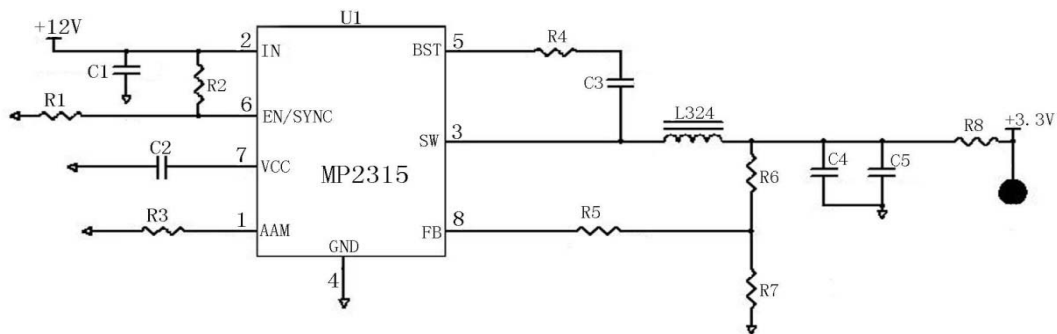 U1
+12V
2
IN
C1
R2
R1
6
EN/SYNC
C2
7
VCC
R3
1
AAM
MP2315
GND
4
BST
5
R4
C3
SW
3
L324
R6
C4
C5
R8
+3.3V
FB
8
R5
R7